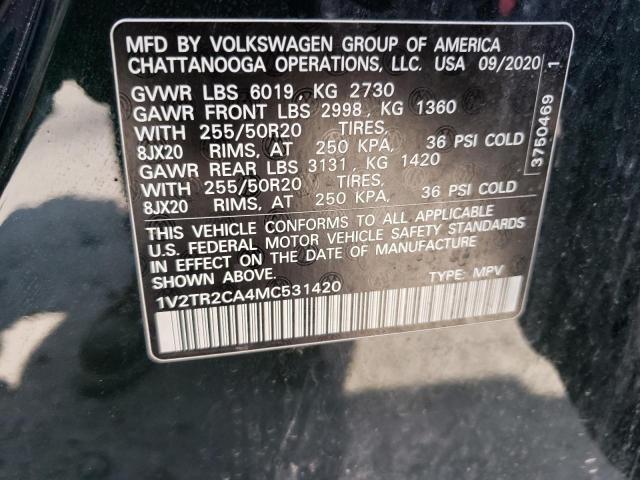 MFD BY VOLKSWAGEN GROUP OF AMERICA
CHATTANOOGA OPERATIONS, LLC. USA 09/2020
GVWR LBS 6019, KG 2730
GAWR FRONT LBS 2998, KG 1360
WITH 255/50R20 TIRES,
8JX20 RIMS, AT 250 KPA, 36 PSI COLD
GAWR REAR LBS 3131, KG 1420
WITH 255/50R20 TIRES,
8JX20 RIMS, AT 250 KPA, 36 PSI COLD
THIS VEHICLE CONFORMS TO ALL APPLICABLE
U.S. FEDERAL MOTOR VEHICLE SAFETY STANDARDS
IN EFFECT ON THE DATE OF MANUFACTURE
SHOWN ABOVE.
1V2TR2CA4MC531420 TYPE: MPV
3750469 1